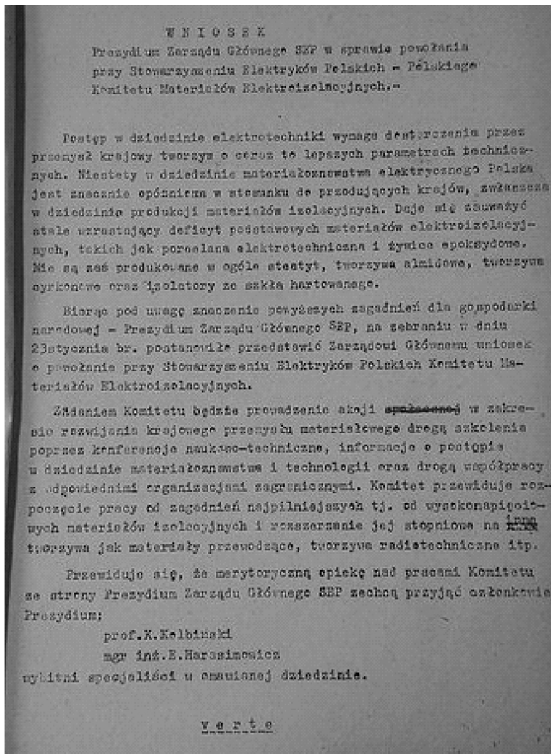 W N I O S E K
Prezydium Zarządu Głównego SEP w sprawie powołania
przy Stowarzyszeniu Elektryków Polskich - Polskiego
Komitetu Materiałów Elektroizolacyjnych.-
Postęp w dziedzinie elektrotechniki wymaga dostarczenia przez
przemysł krajowy tworzyw o coraz to lepszych parametrach technicz-
nych. Niestety w dziedzinie materiałoznawstwa elektrycznego Polska
jest znacznie opóźniona w stosunku do przodujących krajów, zwłaszcza
w dziedzinie produkcji materiałów izolacyjnych. Daje się zauważyć
stale wzrastający deficyt podstawowych materiałów elektroizolacyj-
nych, takich jak porcelana elektrotechniczna i żywice epoksydowe.
Nie są zaś produkowane w ogóle steatyt, tworzywa almidowe, tworzywa
cyrkonowe oraz izolatory ze szkła hartowanego.
Biorąc pod uwagę znaczenie powyższych zagadnień dla gospodarki
narodowej - Prezydium Zarządu Głównego SEP, na zebraniu w dniu
23stycznia br. postanowiło przedstawić Zarządowi Głównemu wniosek
o powołanie przy Stowarzyszeniu Elektryków Polskich Komitetu Ma-
teriałów Elektroizolacyjnych.
Zadaniem Komitetu będzie prowadzenie akcji społecznej w zakre-
sie rozwijania krajowego przemysłu materiałowego drogą szkolenia
poprzez konferencje naukowo-techniczne, informacje o postępie
w dziedzinie materiałoznawstwa i technologii oraz drogą współpracy
z odpowiednimi organizacjami zagranicznymi. Komitet przewiduje roz-
poczęcie pracy od zagadnień najpilniejszych tj. od wysokonapięcio-
wych materiałów izolacyjnych i rozszerzanie jej stopniowe na inne
tworzywa jak materiały przewodzące, tworzywa radiotechniczne itp.
Przewiduje się, że merytoryczną opiekę nad pracami Komitetu
ze strony Prezydium Zarządu Głównego SEP zechcą przyjąć członkowie
Prezydium;
prof.K.Kolbiński
mgr inż.E.Harasimowicz
wybitni specjaliści w omawianej dziedzinie.
v e r t e